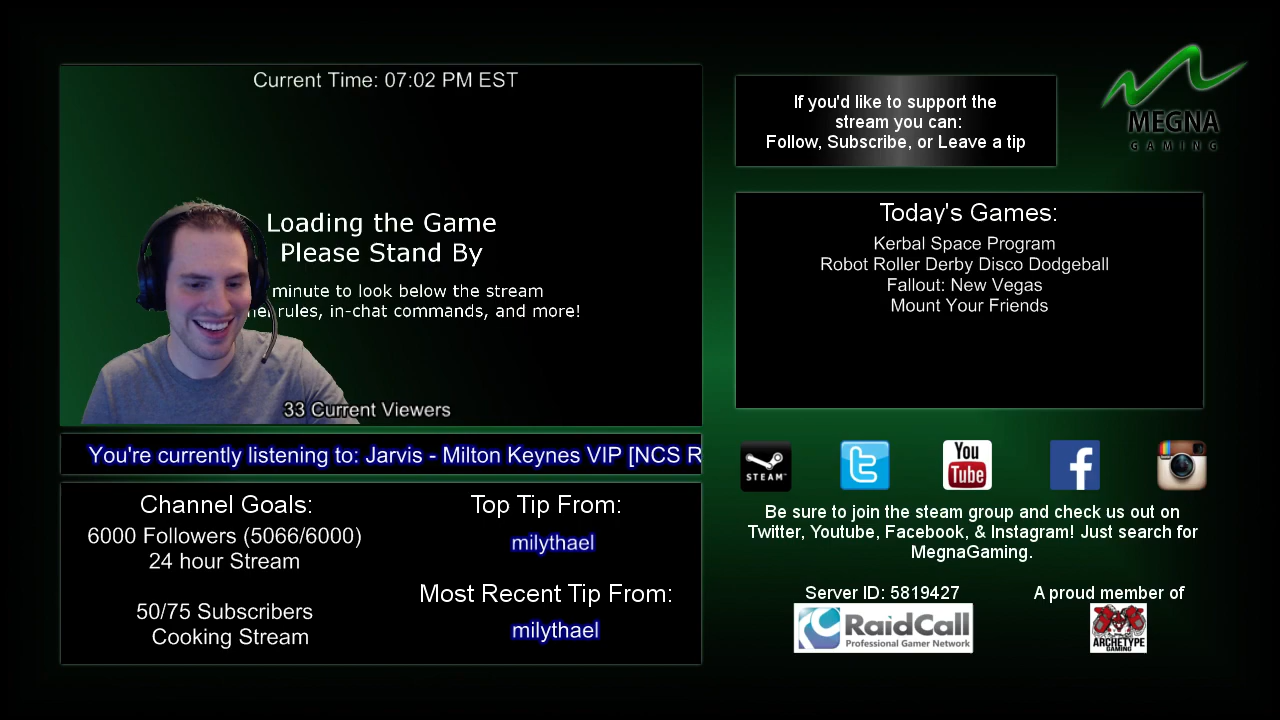 Current Time: 07:02 PM EST
Loading the Game
Please Stand By
minute to look below the stream
rules, in-chat commands, and more!
33 Current Viewers
You're currently listening to: Jarvis - Milton Keynes VIP [NCS R
Channel Goals:
6000 Followers (5066/6000)
24 hour Stream
50/75 Subscribers
Cooking Stream
Top Tip From:
milythael
Most Recent Tip From:
milythael
If you'd like to support the
stream you can:
Follow, Subscribe, or Leave a tip
MEGNA
GAMING
Today's Games:
Kerbal Space Program
Robot Roller Derby Disco Dodgeball
Fallout: New Vegas
Mount Your Friends
STEAM
You
Tube
Be sure to join the steam group and check us out on
Twitter, Youtube, Facebook, & Instagram! Just search for
MegnaGaming.
Server ID: 5819427
RaidCall
Professional Gamer Network
A proud member of
ARCHETYPE
GAMING